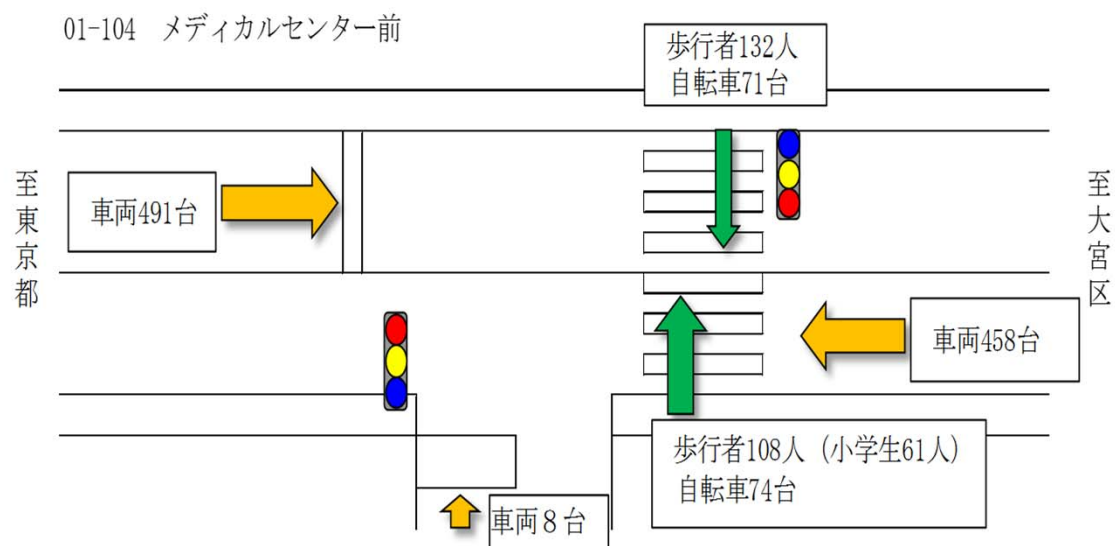 01-104　メディカルセンター前
歩行者132人
自転車71台
至東京都
車両491台
至大宮区
車両458台
歩行者108人（小学生61人）
自転車74台
車両８台